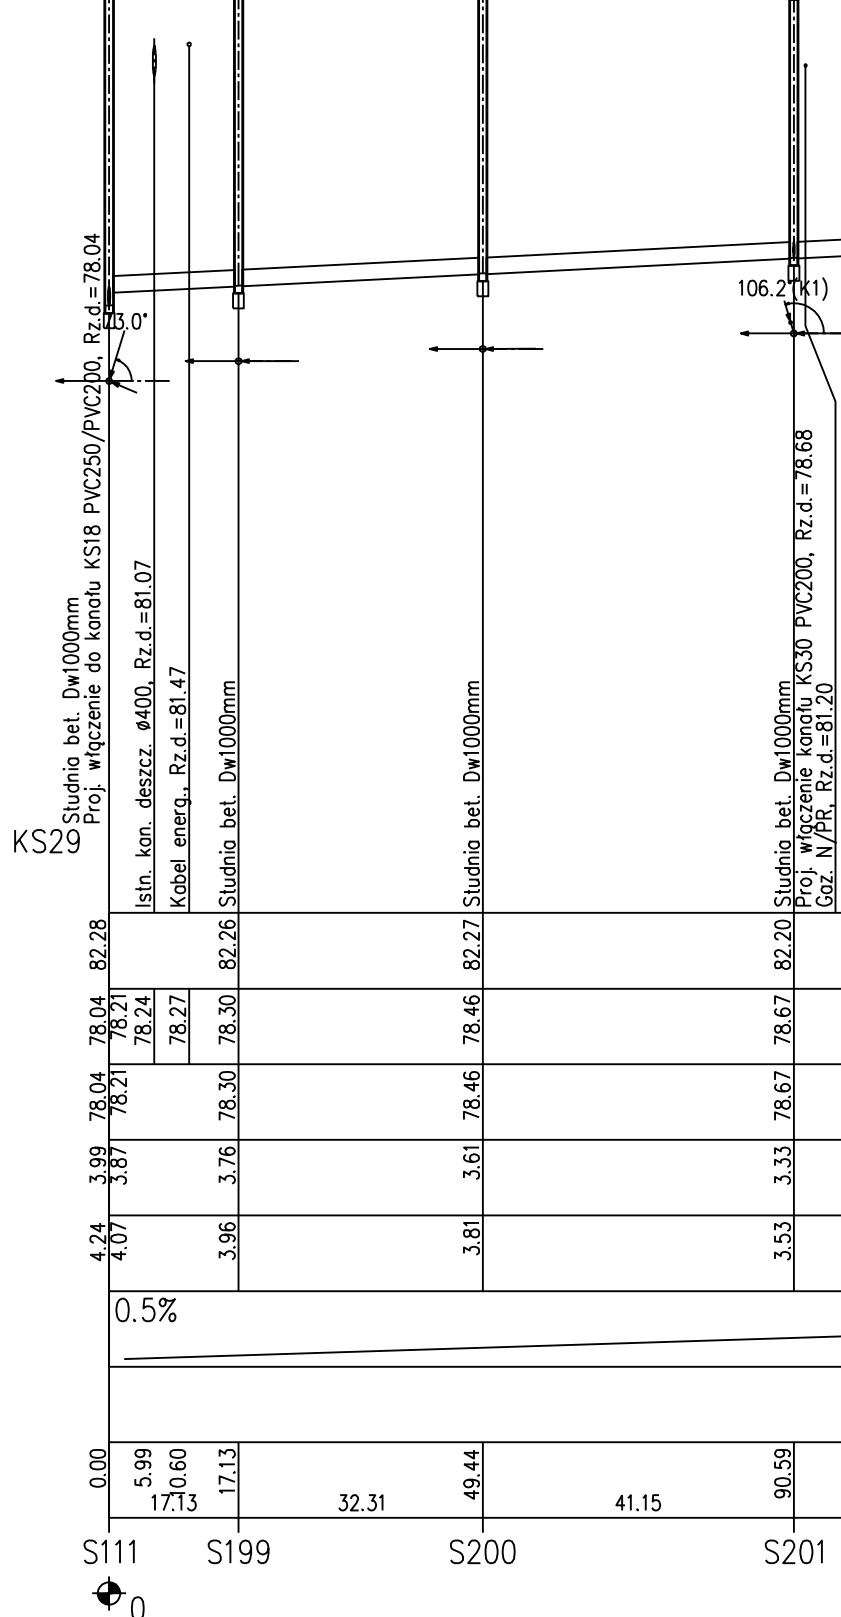 73.0°
106.2°(K1)
Studnia bet. Dw1000mm
Proj. włączenie do kanału KS18 PVC250/PVC200, Rz.d.=78.04
Istn. kan. deszcz. ø400, Rz.d.=81.07
Kabel energ., Rz.d.=81.47
Studnia bet. Dw1000mm
Studnia bet. Dw1000mm
Studnia bet. Dw1000mm
Proj. włączenie kanału KS30 PVC200, Rz.d.=78.68
Gaz. N/PR, Rz.d.=81.20
KS29
82.28 82.26 82.27 82.20
78.04 78.21 78.24 78.27 78.30 78.46 78.67
78.04 78.21 78.30 78.46 78.67
3.99 3.87 3.76 3.61 3.33
4.24 4.07 3.96 3.81 3.53
0.5%
0.00 5.99 10.60 17.13 49.44 90.59
17.13 32.31 41.15
S111 S199 S200 S201
0